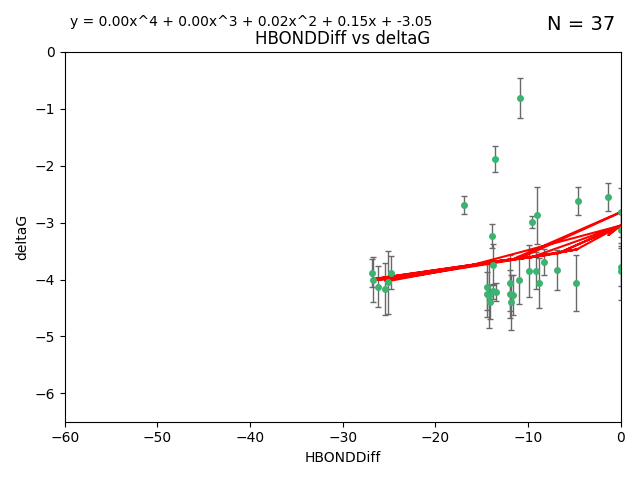 y = 0.00x^4 + 0.00x^3 + 0.02x^2 + 0.15x + -3.05
N = 37
HBONDDiff vs deltaG
0
−1
−2
−3
−4
−5
−6
deltaG
−60
−50
−40
−30
−20
−10
0
HBONDDiff